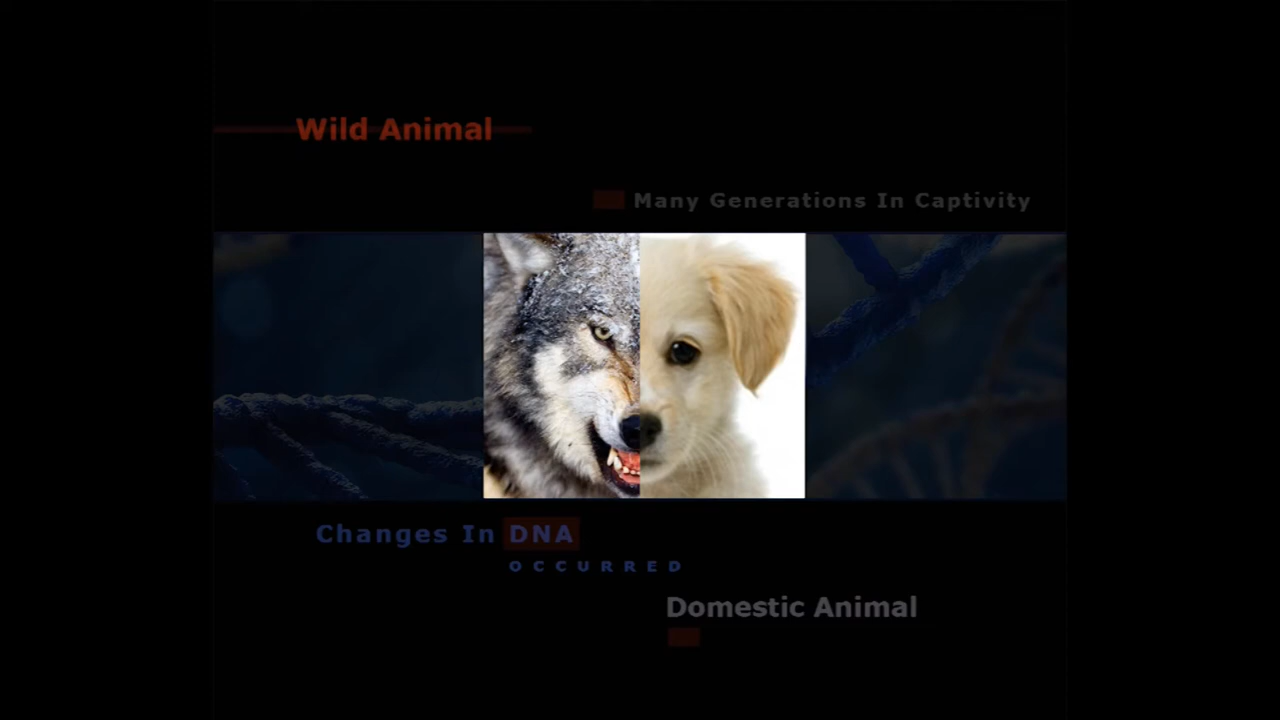 Wild Animal
Many Generations In Captivity
Changes In DNA
OCCURRED
Domestic Animal